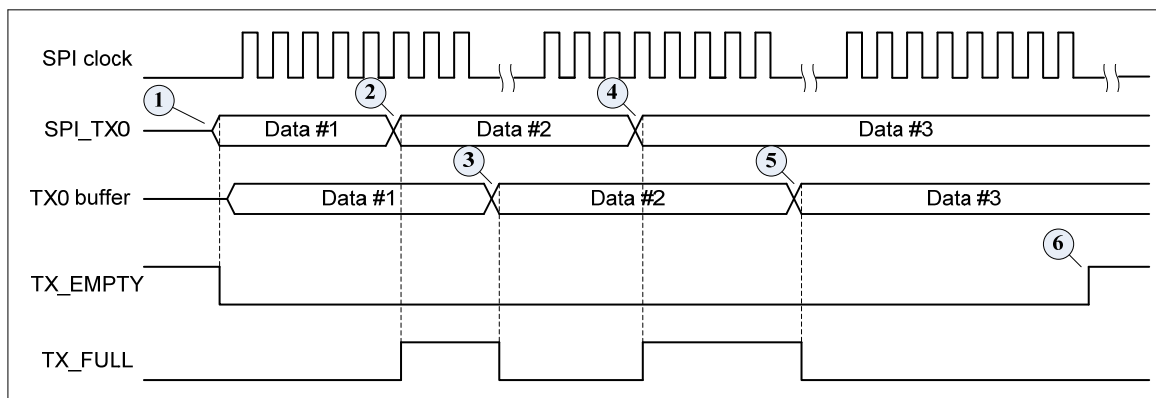 SPI clock
1
2
4
SPI_TX0
Data #1
Data #2
Data #3
3
5
TX0 buffer
Data #1
Data #2
Data #3
6
TX_EMPTY
TX_FULL